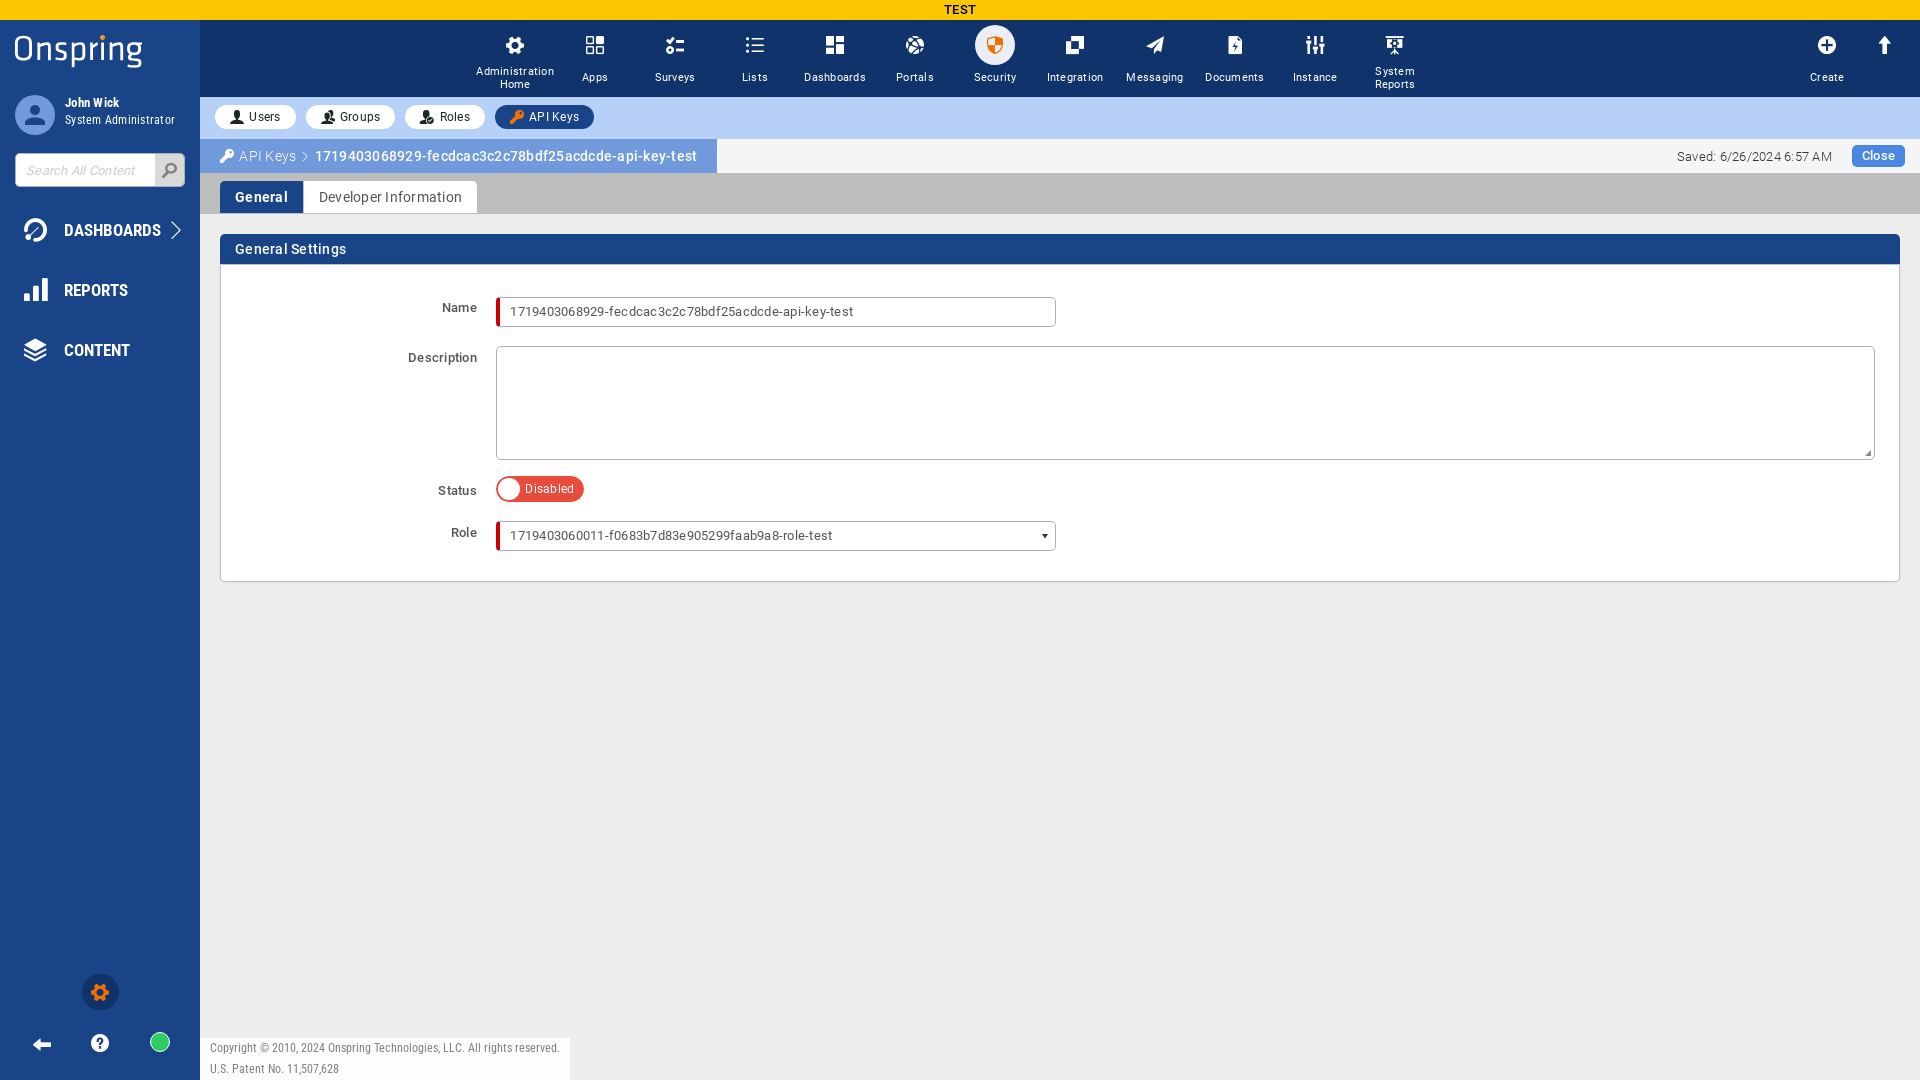 TEST
Onspring
John Wick
System Administrator
Search All Content
DASHBOARDS
REPORTS
CONTENT
Administration Home
Apps
Surveys
Lists
Dashboards
Portals
Security
Integration
Messaging
Documents
Instance
System Reports
Create
Users
Groups
Roles
API Keys
API Keys
1719403068929-fecdcac3c2c78bdf25acdcde-api-key-test
Saved: 6/26/2024 6:57 AM
Close
General
Developer Information
General Settings
Name
1719403068929-fecdcac3c2c78bdf25acdcde-api-key-test
Description
Status
Disabled
Role
1719403060011-f0683b7d83e905299faab9a8-role-test
Copyright © 2010, 2024 Onspring Technologies, LLC. All rights reserved.
U.S. Patent No. 11,507,628